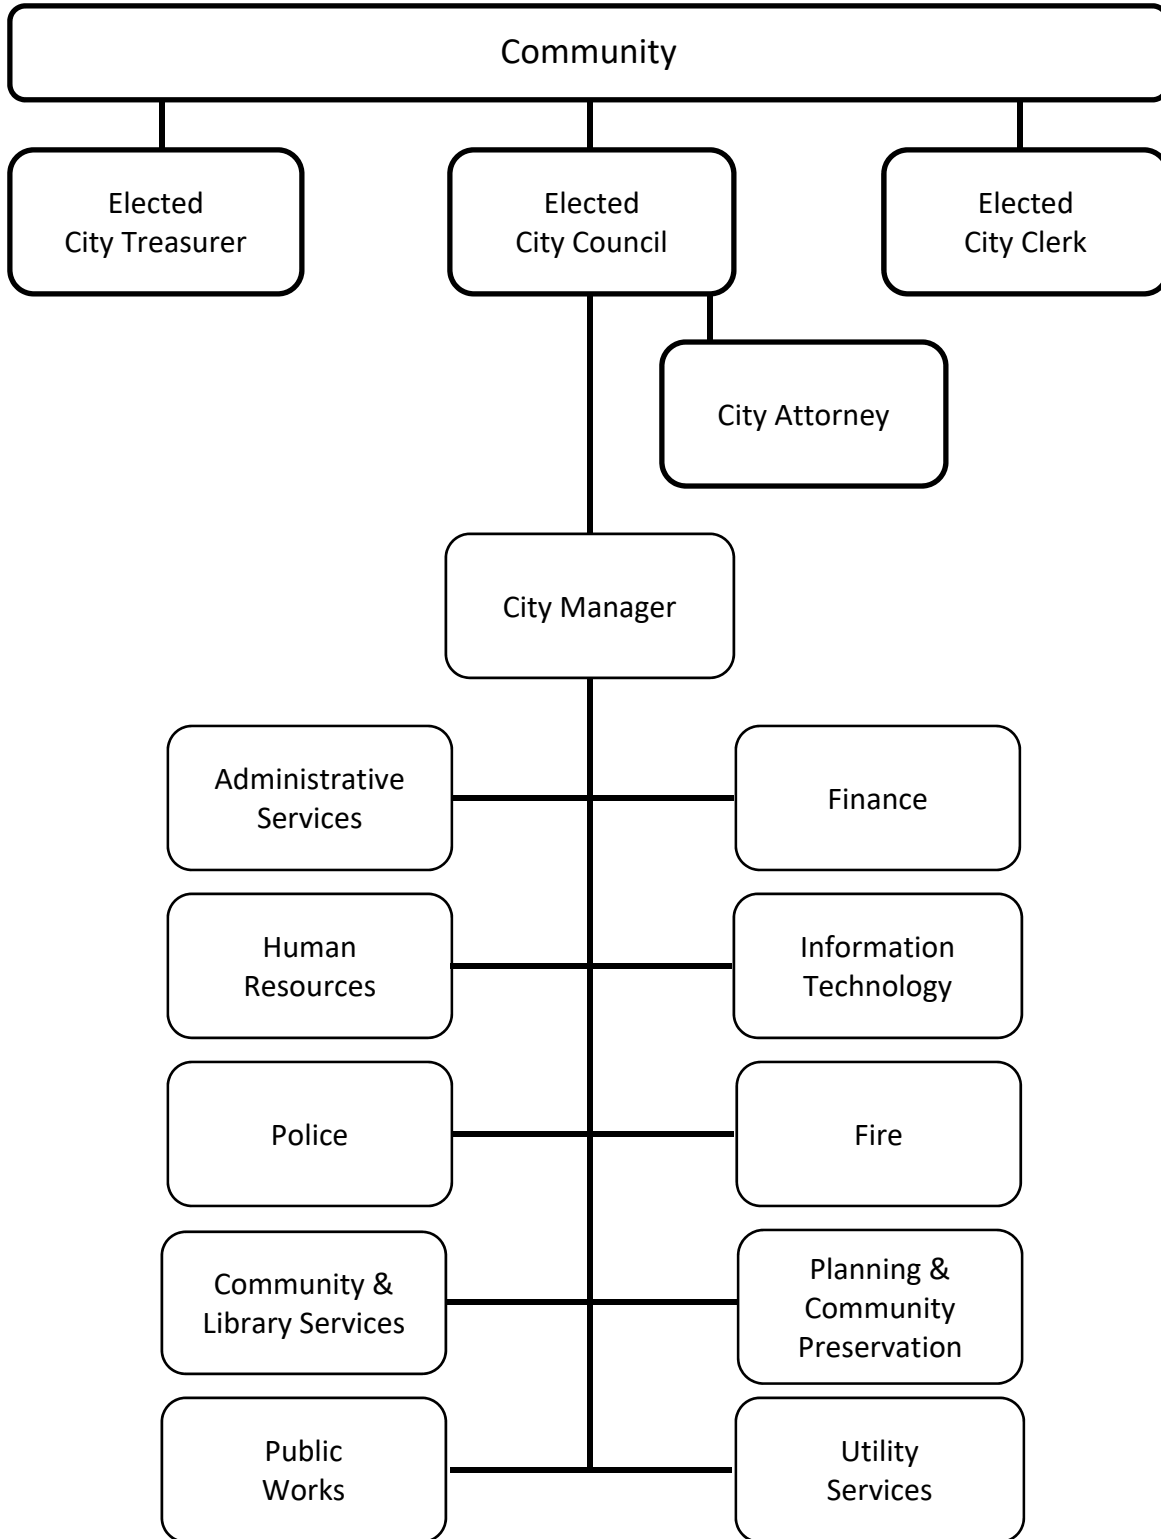 Community
Elected
City Treasurer
Elected
City Council
Elected
City Clerk
City Attorney
City Manager
Administrative
Services
Finance
Human
Resources
Information
Technology
Police
Fire
Community &
Library Services
Planning &
Community
Preservation
Public
Works
Utility
Services